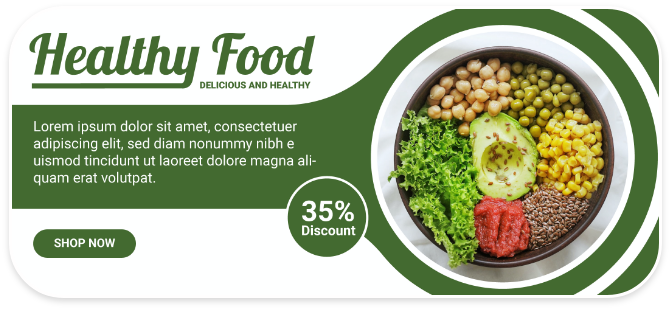 Healthy Food
DELICIOUS AND HEALTHY
Lorem ipsum dolor sit amet, consectetuer
adipiscing elit, sed diam nonummy nibh e
uismod tincidunt ut laoreet dolore magna ali-
quam erat volutpat.
35%
Discount
SHOP NOW